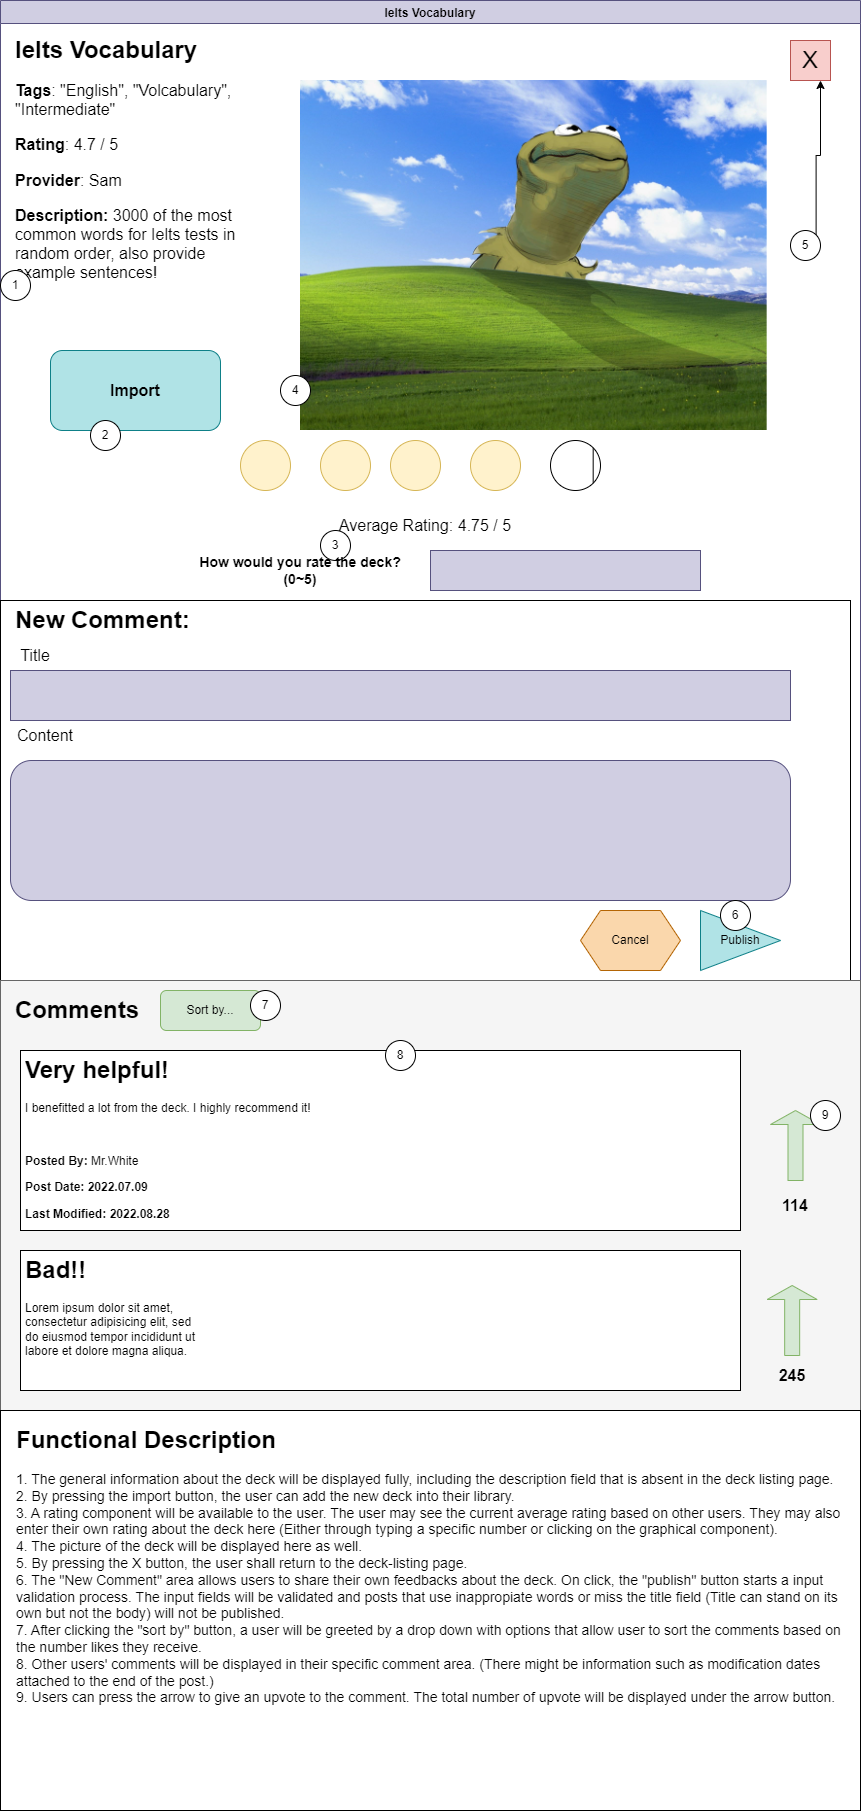 Ielts Vocabulary
Ielts Vocabulary
X
Tags: "English", "Volcabulary",
"Intermediate"
Rating: 4.7 / 5
Provider: Sam
Description: 3000 of the most
common words for Ielts tests in
random order, also provide
example sentences!
1
5
Import
2
4
Average Rating: 4.75 / 5
3
How would you rate the deck?
(0~5)
New Comment:
Title
Content
Cancel
6
Publish
Comments
Sort by...
7
8
Very helpful!
I benefitted a lot from the deck. I highly recommend it!
Posted By: Mr.White
Post Date: 2022.07.09
Last Modified: 2022.08.28
9
114
Bad!!
Lorem ipsum dolor sit amet,
consectetur adipisicing elit, sed
do eiusmod tempor incididunt ut
labore et dolore magna aliqua.
245
Functional Description
1. The general information about the deck will be displayed fully, including the description field that is absent in the deck listing page.
2. By pressing the import button, the user can add the new deck into their library.
3. A rating component will be available to the user. The user may see the current average rating based on other users. They may also
enter their own rating about the deck here (Either through typing a specific number or clicking on the graphical component).
4. The picture of the deck will be displayed here as well.
5. By pressing the X button, the user shall return to the deck-listing page.
6. The "New Comment" area allows users to share their own feedbacks about the deck. On click, the "publish" button starts a input
validation process. The input fields will be validated and posts that use inappropiate words or miss the title field (Title can stand on its
own but not the body) will not be published.
7. After clicking the "sort by" button, a user will be greeted by a drop down with options that allow user to sort the comments based on
the number likes they receive.
8. Other users' comments will be displayed in their specific comment area. (There might be information such as modification dates
attached to the end of the post.)
9. Users can press the arrow to give an upvote to the comment. The total number of upvote will be displayed under the arrow button.